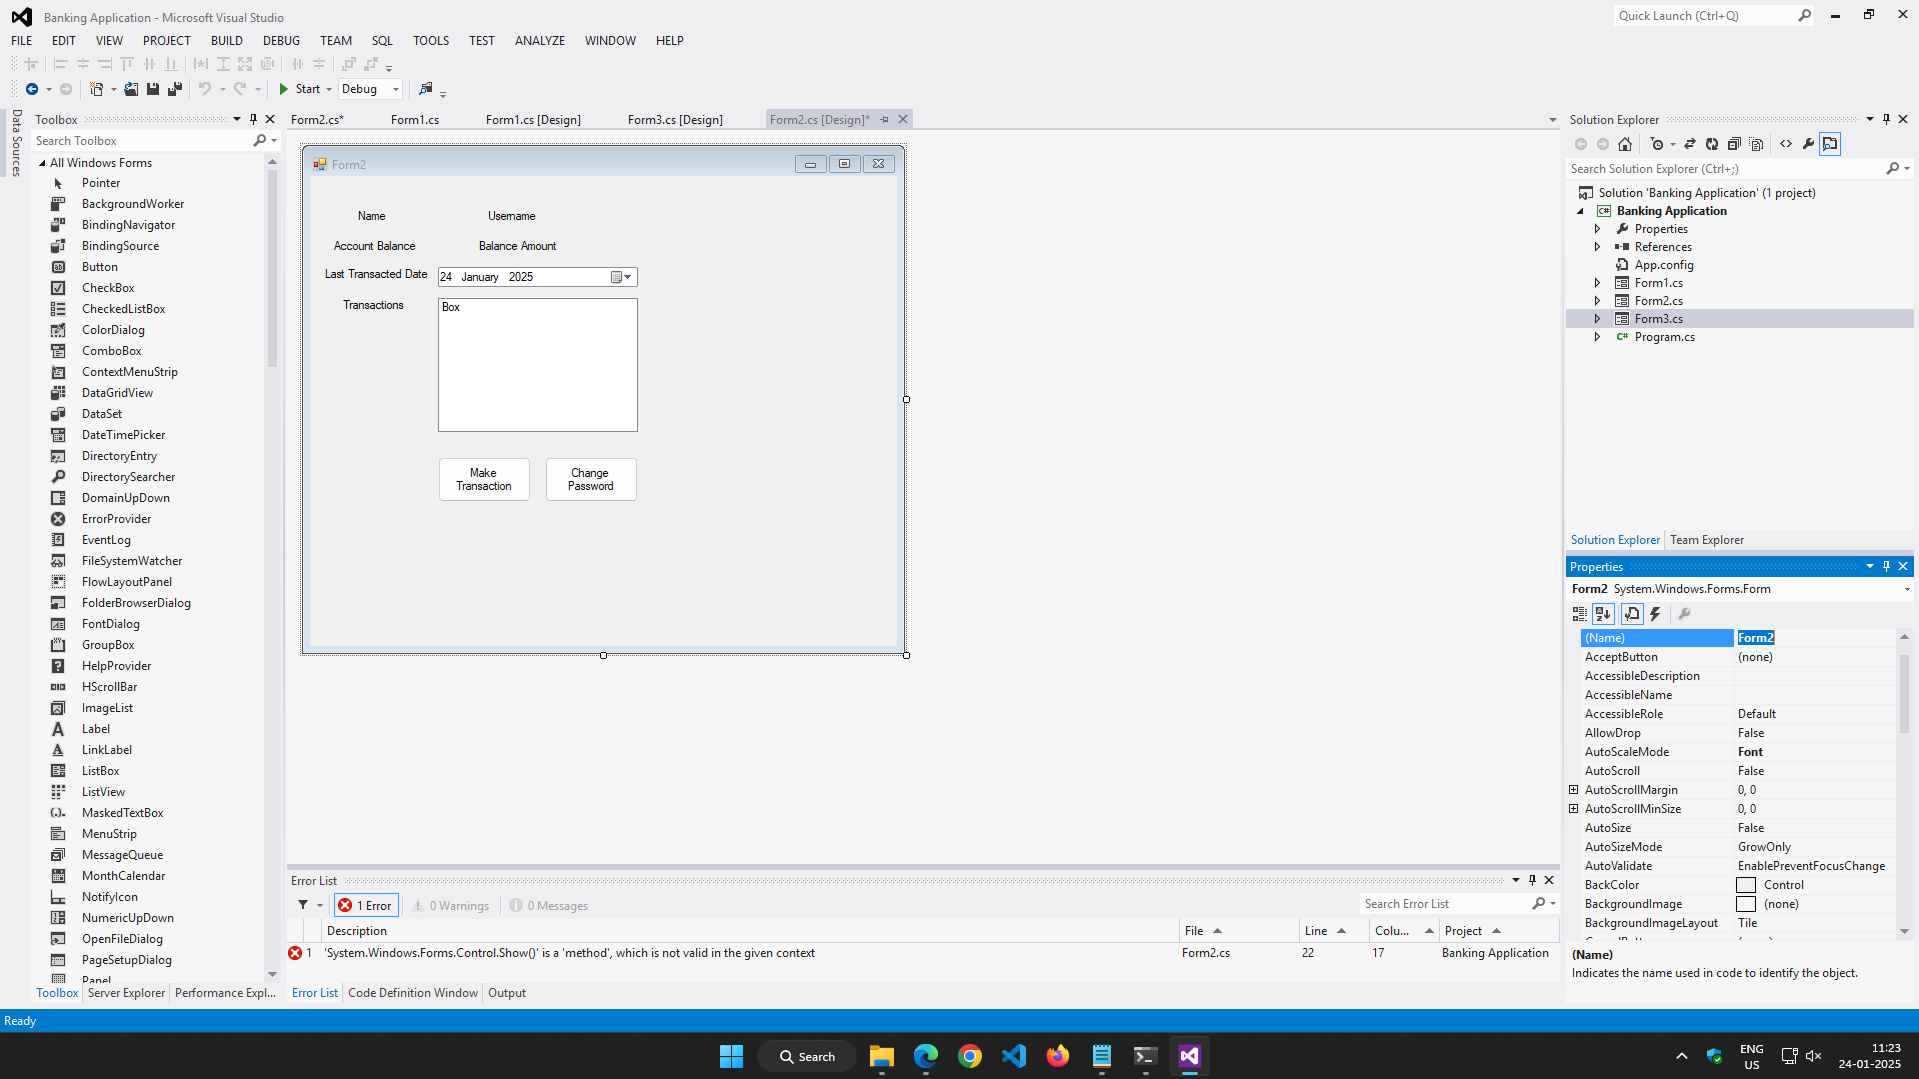 Banking Application - Microsoft Visual Studio
Quick Launch (Ctrl+Q)
FILE EDIT VIEW PROJECT BUILD DEBUG TEAM SQL TOOLS TEST ANALYZE WINDOW HELP
Start Debug
Data Sources
Toolbox
Search Toolbox
All Windows Forms
Pointer
BackgroundWorker
BindingNavigator
BindingSource
Button
CheckBox
CheckedListBox
ColorDialog
ComboBox
ContextMenuStrip
DataGridView
DataSet
DateTimePicker
DirectoryEntry
DirectorySearcher
DomainUpDown
ErrorProvider
EventLog
FileSystemWatcher
FlowLayoutPanel
FolderBrowserDialog
FontDialog
GroupBox
HelpProvider
HScrollBar
ImageList
Label
LinkLabel
ListBox
ListView
MaskedTextBox
MenuStrip
MessageQueue
MonthCalendar
NotifyIcon
NumericUpDown
OpenFileDialog
PageSetupDialog
Panel
Toolbox Server Explorer Performance Expl...
Form2.cs* Form1.cs Form1.cs [Design] Form3.cs [Design] Form2.cs [Design]*
Form2
Name Username
Account Balance Balance Amount
Last Transacted Date 24 January 2025
Transactions Box
Make Transaction
Change Password
Error List
1 Error 0 Warnings 0 Messages
Search Error List
Description File Line Colu... Project
1 'System.Windows.Forms.Control.Show()' is a 'method', which is not valid in the given context Form2.cs 22 17 Banking Application
Error List Code Definition Window Output
Solution Explorer
Search Solution Explorer (Ctrl+;)
Solution 'Banking Application' (1 project)
Banking Application
Properties
References
App.config
Form1.cs
Form2.cs
Form3.cs
C# Program.cs
Solution Explorer Team Explorer
Properties
Form2 System.Windows.Forms.Form
(Name) Form2
AcceptButton (none)
AccessibleDescription
AccessibleName
AccessibleRole Default
AllowDrop False
AutoScaleMode Font
AutoScroll False
AutoScrollMargin 0, 0
AutoScrollMinSize 0, 0
AutoSize False
AutoSizeMode GrowOnly
AutoValidate EnablePreventFocusChange
BackColor Control
BackgroundImage (none)
BackgroundImageLayout Tile
(Name)
Indicates the name used in code to identify the object.
Ready
Search
ENG
US
11:23
24-01-2025